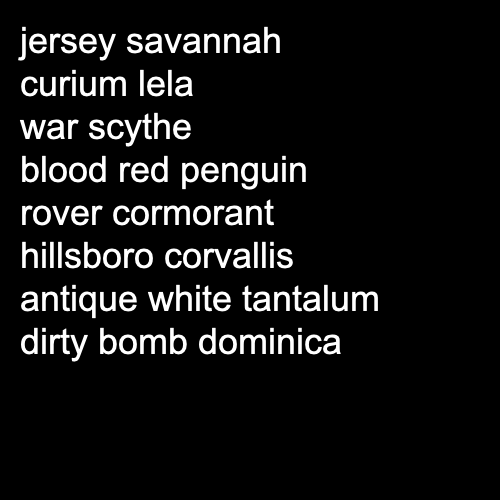 jersey savannah
curium lela
war scythe
blood red penguin
rover cormorant
hillsboro corvallis
antique white tantalum
dirty bomb dominica